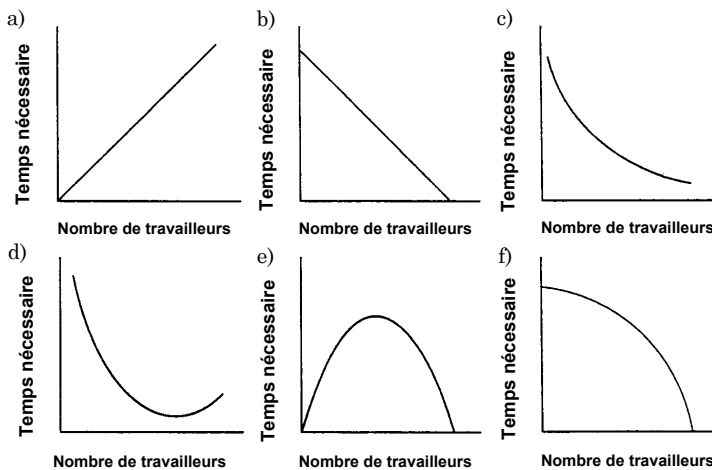 a)
Temps nécessaire
Nombre de travailleurs
b)
Temps nécessaire
Nombre de travailleurs
c)
Temps nécessaire
Nombre de travailleurs
d)
Temps nécessaire
Nombre de travailleurs
e)
Temps nécessaire
Nombre de travailleurs
f)
Temps nécessaire
Nombre de travailleurs